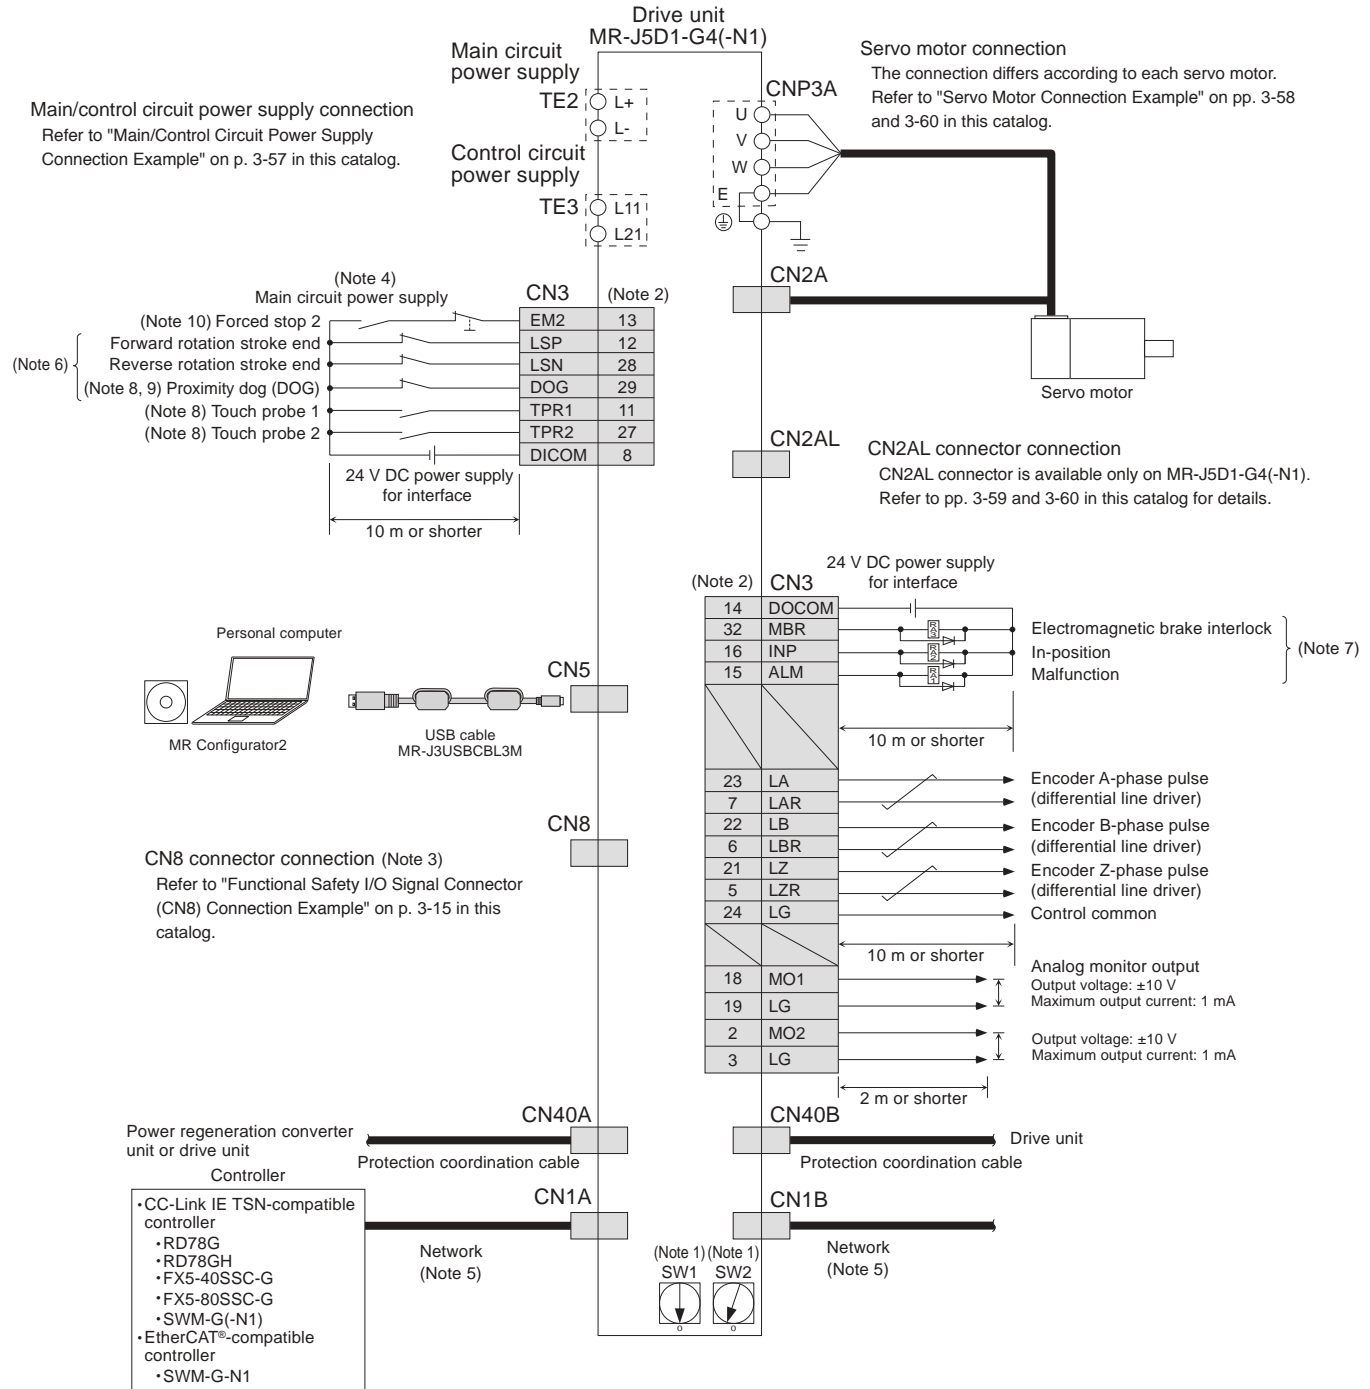 Drive unit
MR-J5D1-G4(-N1)
Main circuit
power supply
TE2
L+
L-
Control circuit
power supply
TE3
L11
L21
Main/control circuit power supply connection
Refer to "Main/Control Circuit Power Supply
Connection Example" on p. 3-57 in this catalog.
CNP3A
U
V
W
E
Servo motor connection
The connection differs according to each servo motor.
Refer to "Servo Motor Connection Example" on pp. 3-58
and 3-60 in this catalog.
CN2A
Servo motor
(Note 4)
Main circuit power supply
CN3
(Note 2)
(Note 10) Forced stop 2
EM2
13
(Note 6)
Forward rotation stroke end
LSP
12
Reverse rotation stroke end
LSN
28
(Note 8, 9) Proximity dog (DOG)
DOG
29
(Note 8) Touch probe 1
TPR1
11
(Note 8) Touch probe 2
TPR2
27
DICOM
8
24 V DC power supply
for interface
10 m or shorter
CN2AL
CN2AL connector connection
CN2AL connector is available only on MR-J5D1-G4(-N1).
Refer to pp. 3-59 and 3-60 in this catalog for details.
24 V DC power supply
for interface
(Note 2)
CN3
14
DOCOM
32
MBR
RA3
Electromagnetic brake interlock
16
INP
RA2
In-position
15
ALM
RA1
Malfunction
(Note 7)
10 m or shorter
Personal computer
MR Configurator2
USB cable
MR-J3USBCBL3M
CN5
23
LA
Encoder A-phase pulse
7
LAR
(differential line driver)
22
LB
Encoder B-phase pulse
6
LBR
(differential line driver)
21
LZ
Encoder Z-phase pulse
5
LZR
(differential line driver)
24
LG
Control common
10 m or shorter
CN8
CN8 connector connection (Note 3)
Refer to "Functional Safety I/O Signal Connector
(CN8) Connection Example" on p. 3-15 in this
catalog.
18
MO1
19
LG
Analog monitor output
Output voltage: ±10 V
Maximum output current: 1 mA
2
MO2
3
LG
Output voltage: ±10 V
Maximum output current: 1 mA
2 m or shorter
CN40A
Power regeneration converter
unit or drive unit
Protection coordination cable
CN40B
Drive unit
Protection coordination cable
Controller
・CC-Link IE TSN-compatible
controller
・RD78G
・RD78GH
・FX5-40SSC-G
・FX5-80SSC-G
・SWM-G(-N1)
・EtherCAT®-compatible
controller
・SWM-G-N1
CN1A
Network
(Note 5)
CN1B
Network
(Note 5)
(Note 1)
SW1
0
(Note 1)
SW2
0